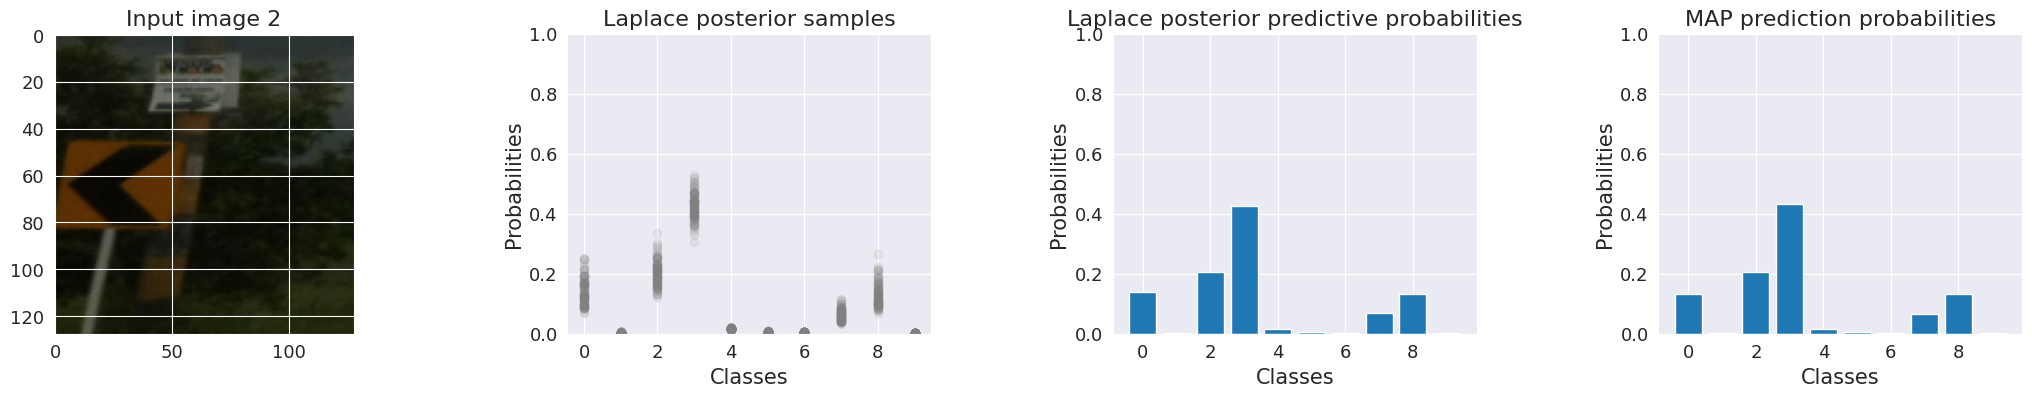 Input image 2
0
20
40
60
80
100
120
0 50 100
Laplace posterior samples
Probabilities
1.0
0.8
0.6
0.4
0.2
0.0
0 2 4 6 8
Classes
Laplace posterior predictive probabilities
Probabilities
1.0
0.8
0.6
0.4
0.2
0.0
0 2 4 6 8
Classes
MAP prediction probabilities
Probabilities
1.0
0.8
0.6
0.4
0.2
0.0
0 2 4 6 8
Classes